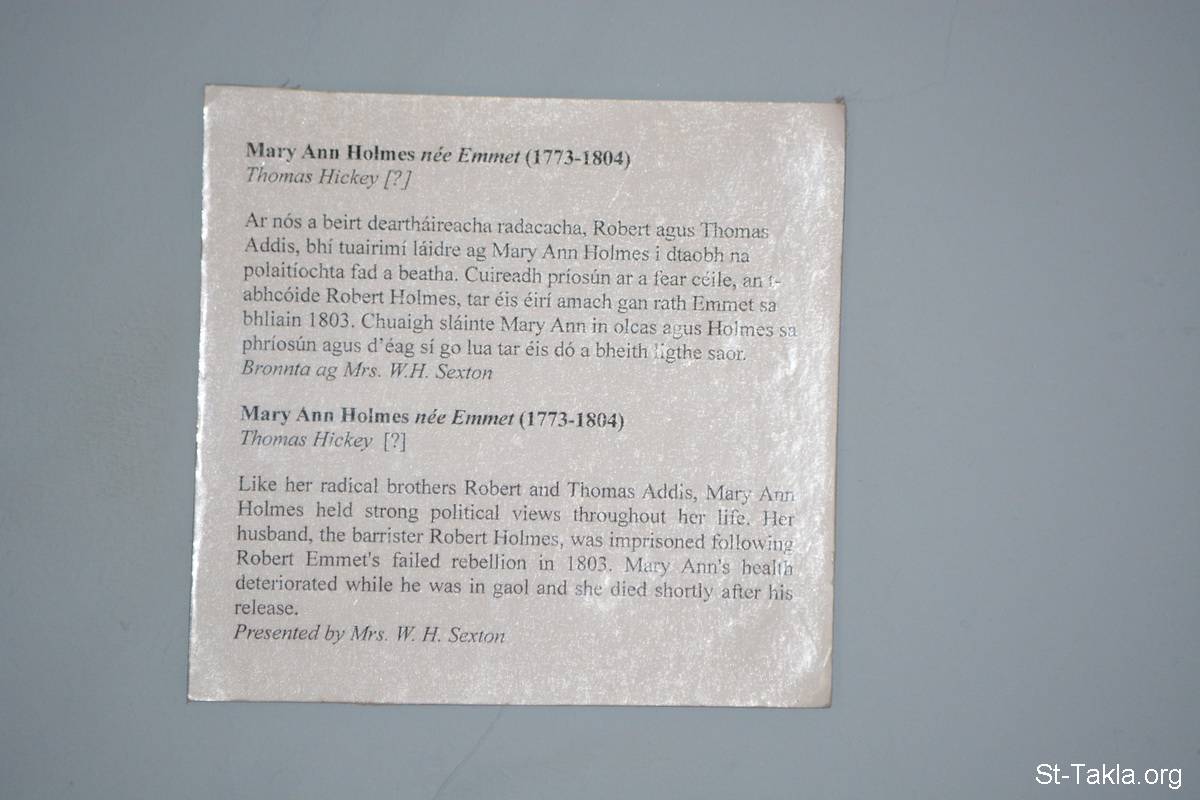 Mary Ann Holmes née Emmet (1773-1804)
Thomas Hickey [?]
Ar nós a beirt deartháireacha radacacha, Robert agus Thomas
Addis, bhí tuairimí láidre ag Mary Ann Holmes i dtaobh na
polaitíochta fad a beatha. Cuireadh príosún ar a fear céile, an t-
abhcóide Robert Holmes, tar éis éirí amach gan rath Emmet sa
bhliain 1803. Chuaigh sláinte Mary Ann in olcas agus Holmes sa
phríosún agus d'éag sí go lua tar éis dó a bheith ligthe saor.
Bronnta ag Mrs. W.H. Sexton
Mary Ann Holmes née Emmet (1773-1804)
Thomas Hickey [?]
Like her radical brothers Robert and Thomas Addis, Mary Ann
Holmes held strong political views throughout her life. Her
husband, the barrister Robert Holmes, was imprisoned following
Robert Emmet's failed rebellion in 1803. Mary Ann's health
deteriorated while he was in gaol and she died shortly after his
release.
Presented by Mrs. W. H. Sexton
St-Takla.org